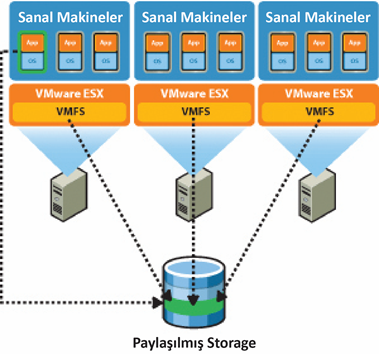 Sanal Makineler Sanal Makineler Sanal Makineler
App App App App App App App App App
OS OS OS OS OS OS OS OS OS
VMware ESX VMware ESX VMware ESX
VMFS VMFS VMFS
Paylaşılmış Storage